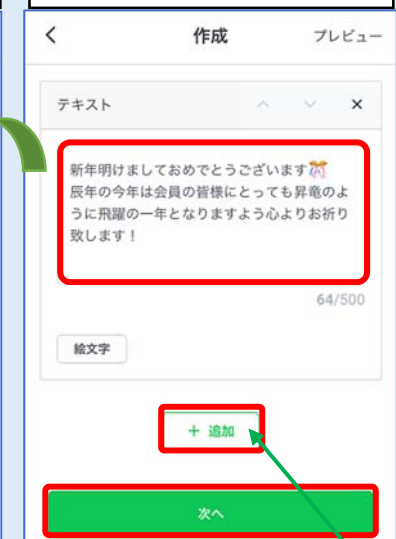 作成 プレビュー
テキスト
新年明けましておめでとうございます🎊
辰年の今年は会員の皆様にとっても昇竜のよ
うに飛躍の一年となりますよう心よりお祈り
致します！
64/500
絵文字
+ 追加
次へ